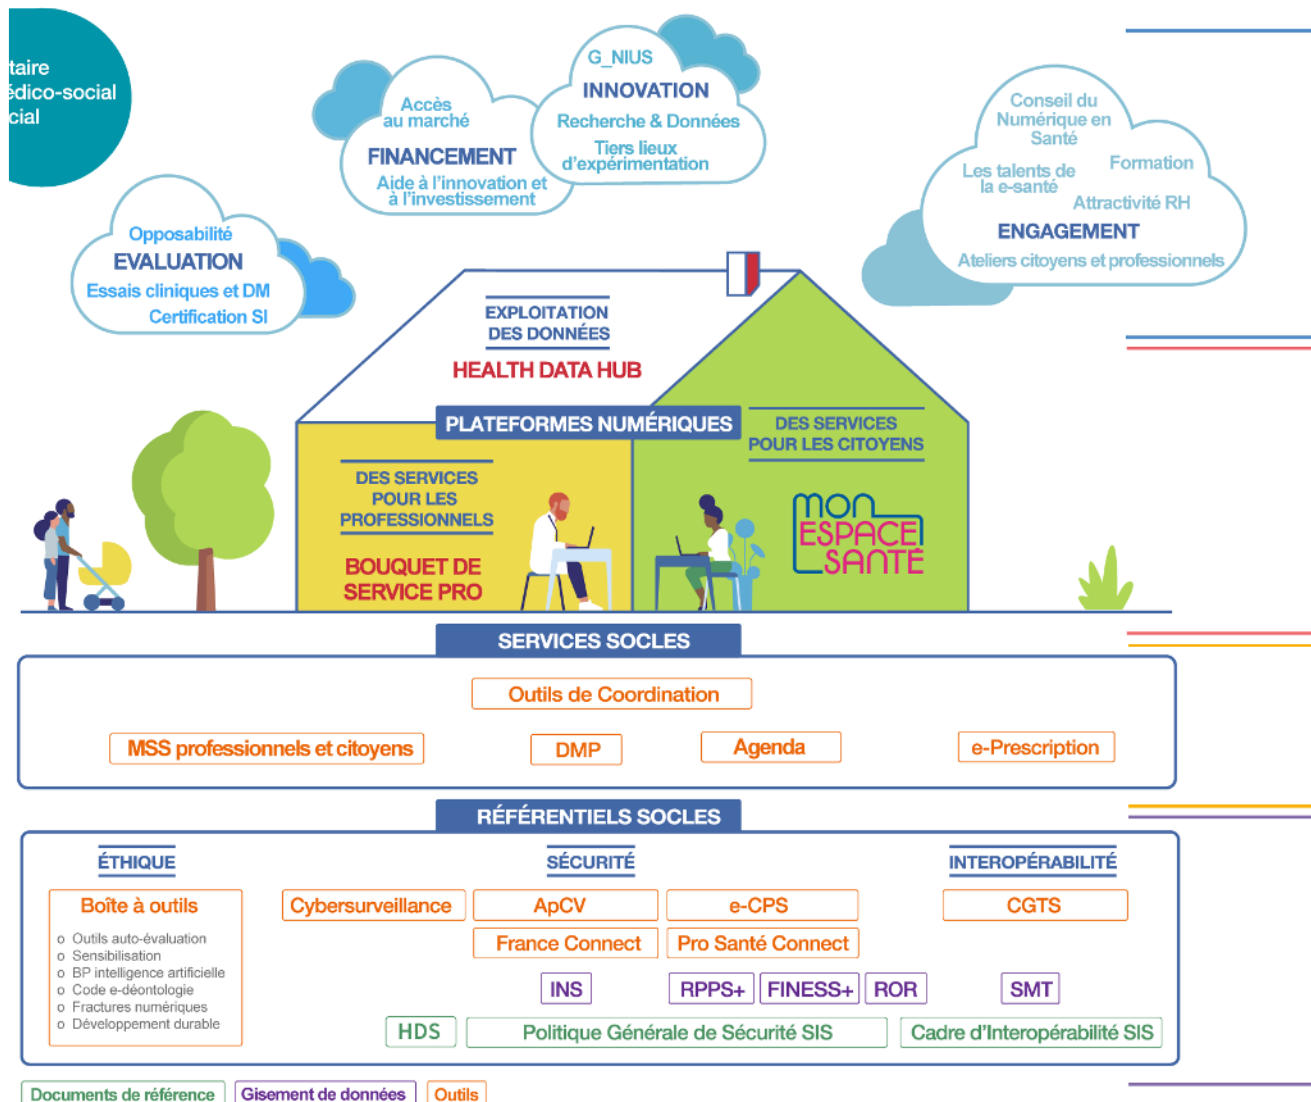 taire
édico-social
cial
G_NIUS
INNOVATION
Recherche & Données
Tiers lieux
d'expérimentation
Accès
au marché
FINANCEMENT
Aide à l'innovation et
à l'investissement
Conseil du
Numérique en
Santé
Formation
Les talents de
la e-santé
Attractivité RH
ENGAGEMENT
Ateliers citoyens et professionnels
Opposabilité
EVALUATION
Essais cliniques et DM
Certification SI
EXPLOITATION
DES DONNÉES
HEALTH DATA HUB
PLATEFORMES NUMÉRIQUES
DES SERVICES
POUR LES CITOYENS
DES SERVICES
POUR LES
PROFESSIONNELS
BOUQUET DE
SERVICE PRO
MON
ESPACE
SANTÉ
SERVICES SOCLES
Outils de Coordination
MSS professionnels et citoyens
DMP
Agenda
e-Prescription
RÉFÉRENTIELS SOCLES
ÉTHIQUE
SÉCURITÉ
INTEROPÉRABILITÉ
Boîte à outils
o Outils auto-évaluation
o Sensibilisation
o BP intelligence artificielle
o Code e-déontologie
o Fractures numériques
o Développement durable
Cybersurveillance
ApCV
e-CPS
CGTS
France Connect
Pro Santé Connect
INS
RPPS+
FINESS+
ROR
SMT
HDS
Politique Générale de Sécurité SIS
Cadre d'Interopérabilité SIS
Documents de référence
Gisement de données
Outils